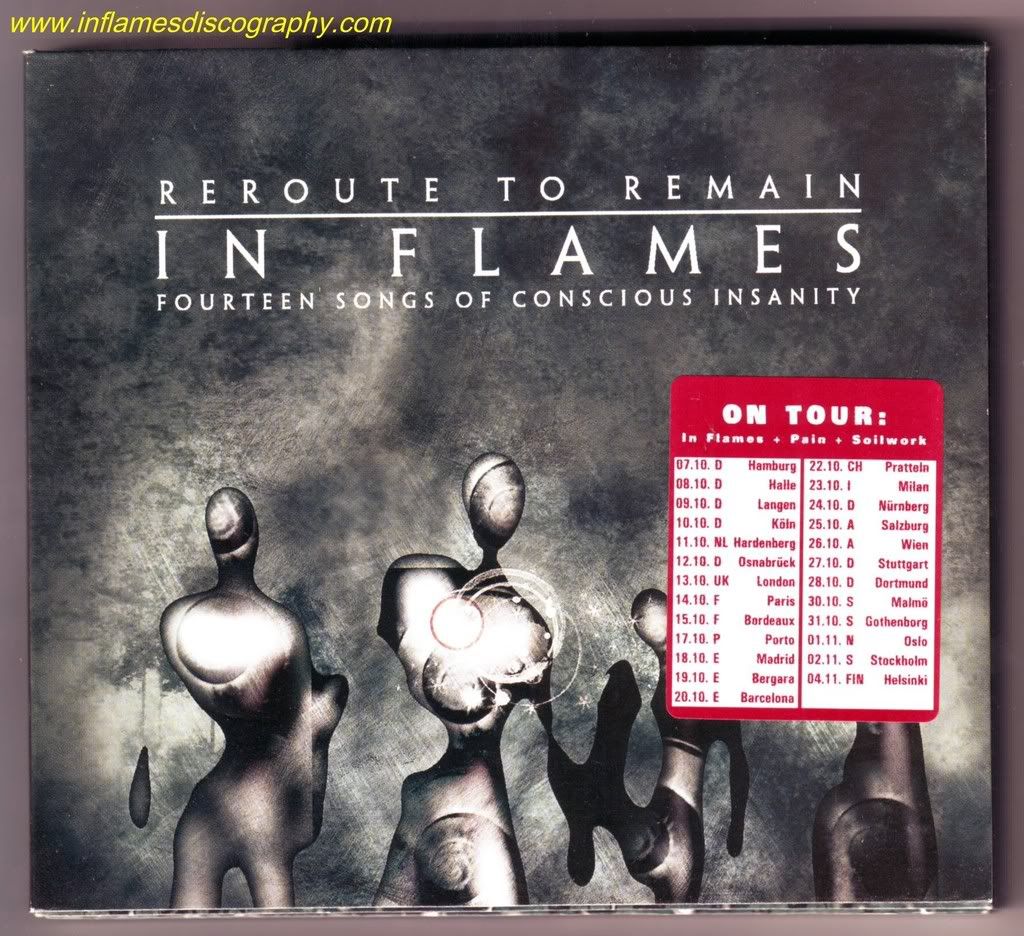 www.inflamesdiscography.com
REROUTE TO REMAIN
IN FLAMES
FOURTEEN SONGS OF CONSCIOUS INSANITY
ON TOUR:
In Flames + Pain + Soilwork
07.10. D Hamburg
08.10. D Halle
09.10. D Langen
10.10. D Köln
11.10. NL Hardenberg
12.10. D Osnabrück
13.10. UK London
14.10. F Paris
15.10. F Bordeaux
17.10. P Porto
18.10. E Madrid
19.10. E Bergara
20.10. E Barcelona
22.10. CH Pratteln
23.10. I Milan
24.10. D Nürnberg
25.10. A Salzburg
26.10. A Wien
27.10. D Stuttgart
28.10. D Dortmund
30.10. S Malmö
31.10. S Gothenborg
01.11. N Oslo
02.11. S Stockholm
04.11. FIN Helsinki